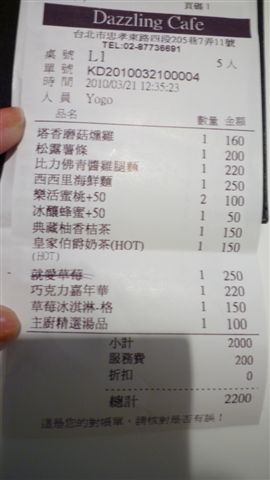 頁碼1
Dazzling Cafe
台北市忠孝東路四段205巷7弄11號
TEL:02-87736691
桌號 L1 5人
單號 KD2010032100004
時間 2010/03/21 12:35:23
人員 Yogo
品名 數量 金額
塔香磨菇燻雞 1 160
松露薯條 1 200
比力佛青醬雞腿麵 1 220
西西里海鮮麵 1 250
樂活蜜桃+50 2 100
冰釀蜂蜜+50 1 50
典藏柚香桔茶 1 150
皇家伯爵奶茶(HOT) 1 150
(HOT)
就愛草莓 1 250
巧克力嘉年華 1 220
草莓冰淇淋-格 1 150
主廚精選湯品 1 100
小計 2000
服務費 200
折扣 0
總計 2200
這是您的對帳單，請核對是否有誤！